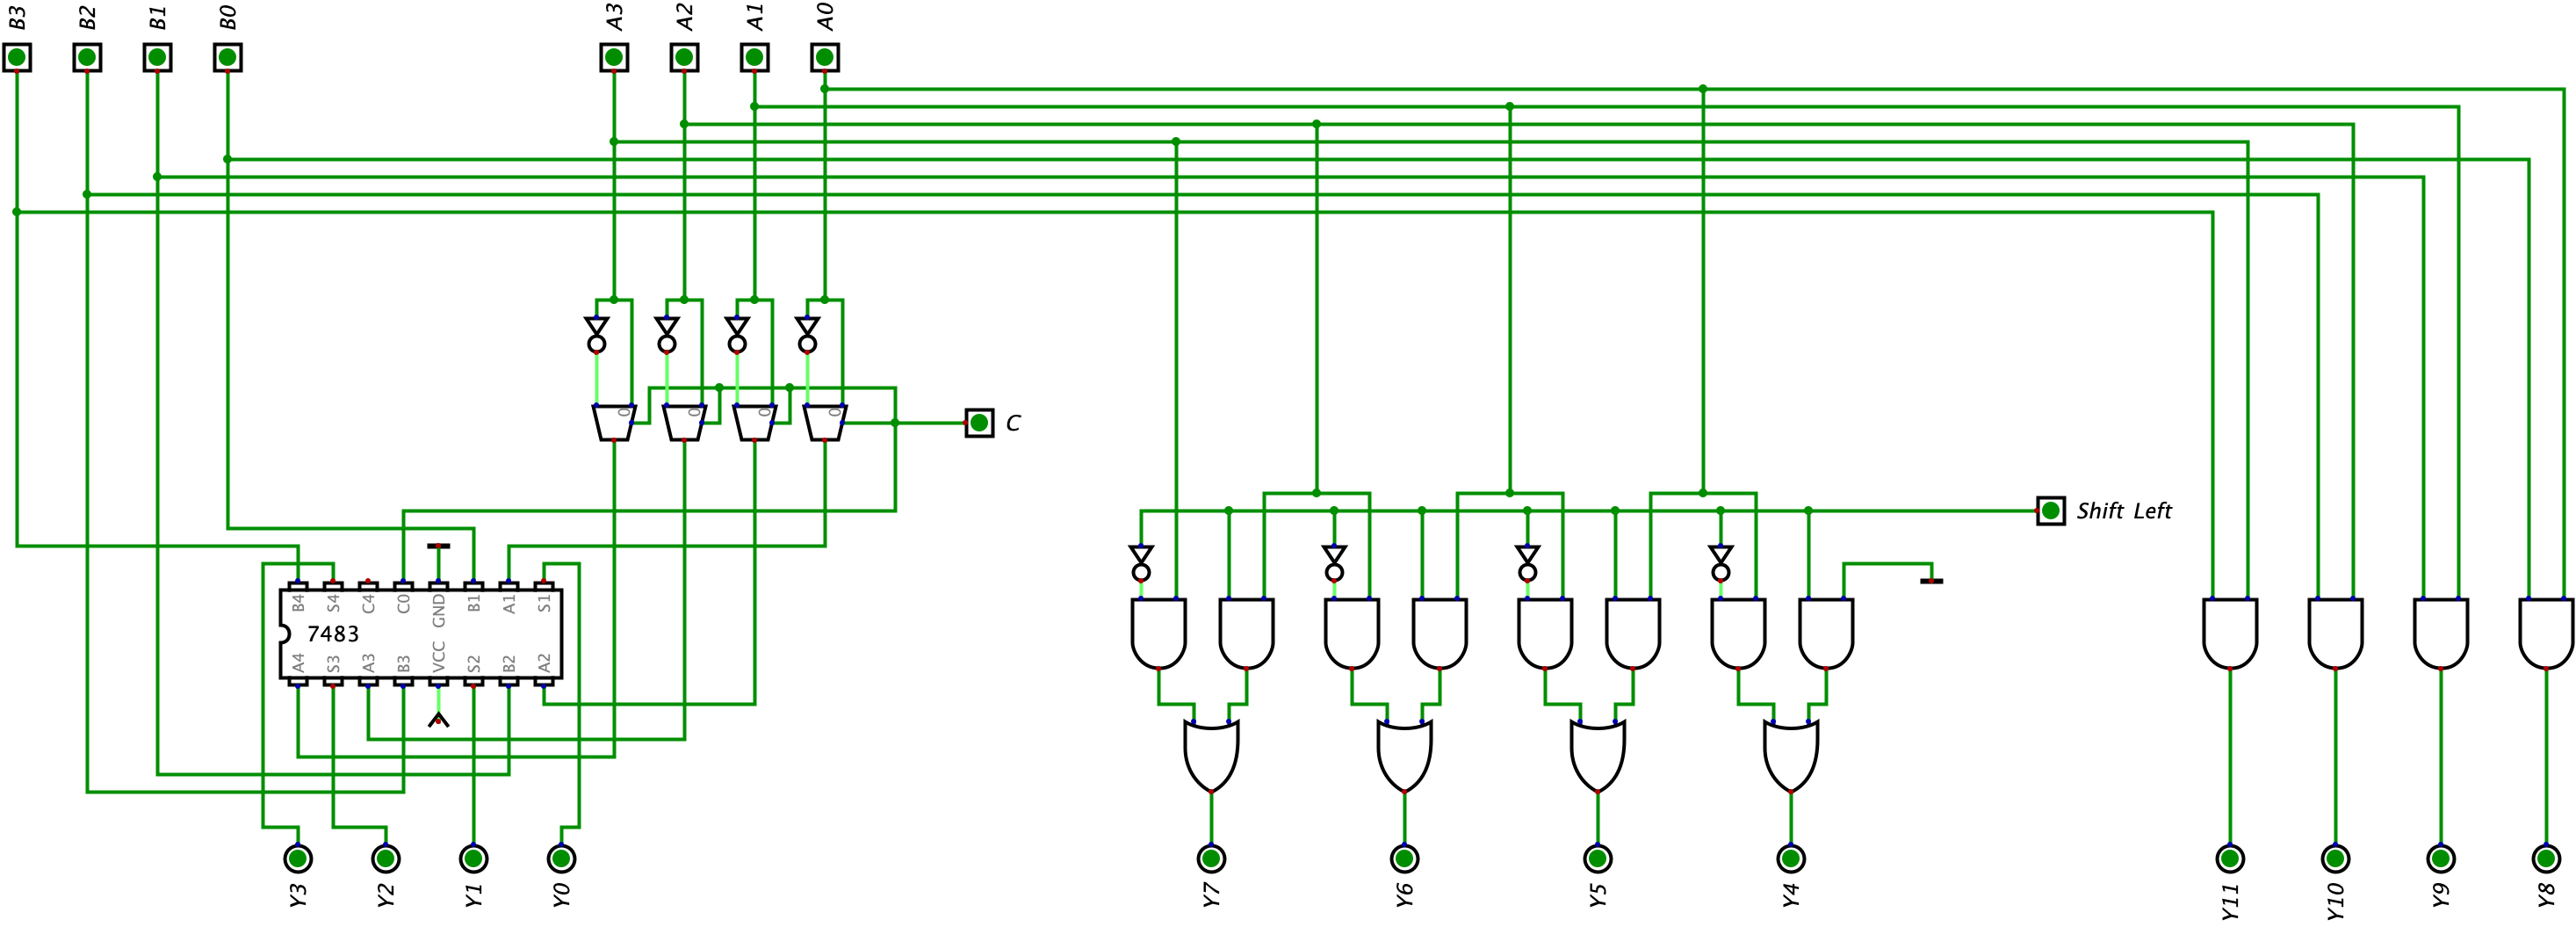 B3
B2
B1
B0
A3
A2
A1
A0
0
0
0
0
C
Shift Left
B4
S4
C4
C0
GND
B1
A1
S1
7483
A4
S3
A3
B3
VCC
S2
B2
A2
Y3
Y2
Y1
Y0
Y7
Y6
Y5
Y4
Y11
Y10
Y9
Y8